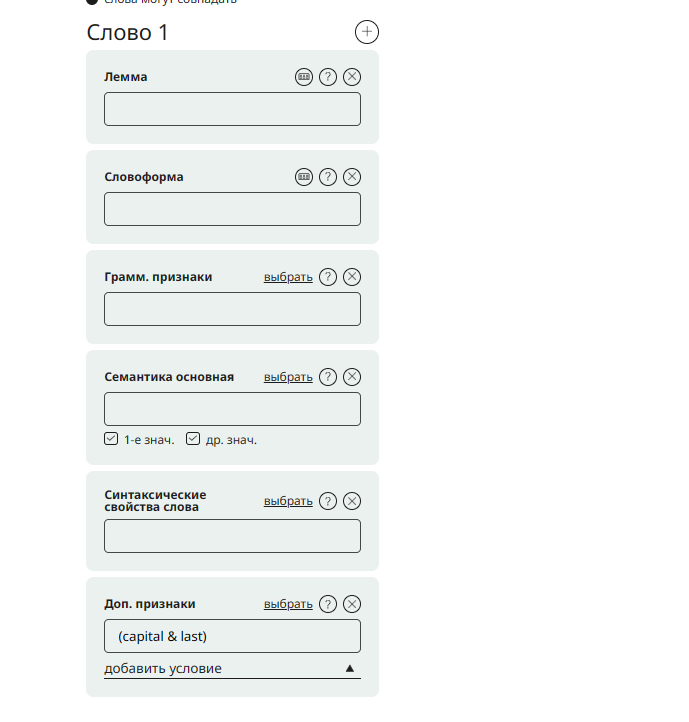 Слова могут совпадать
Слово 1
Лемма ?
Словоформа ?
Грамм. признаки выбрать ?
Семантика основная выбрать ?
1-е знач. др. знач.
Синтаксические
свойства слова выбрать ?
Доп. признаки выбрать ?
(capital & last)
добавить условие